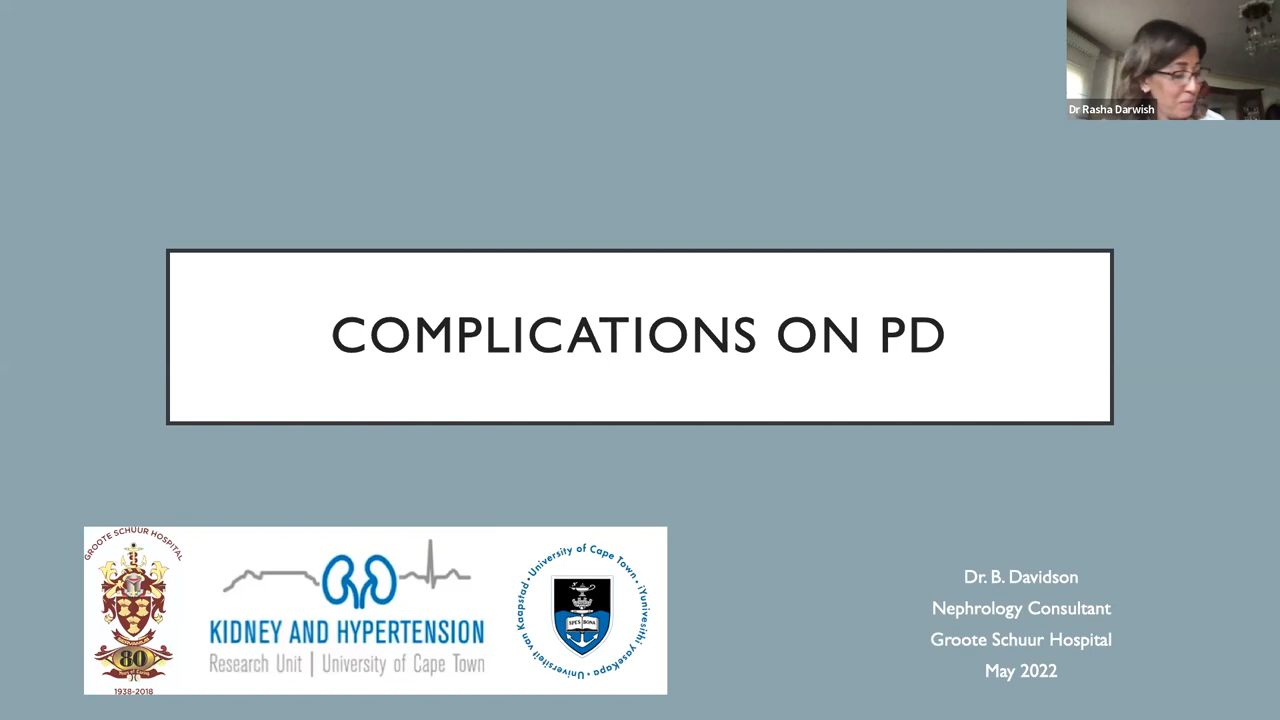 Dr Rasha Darwish
COMPLICATIONS ON PD
GROOTE SCHUUR HOSPITAL
80
1938-2018
KIDNEY AND HYPERTENSION
Research Unit | University of Cape Town
University of Cape Town • iYunivesithi yaseKapa • Universiteit van Kaapstad •
SPES BONA
Dr. B. Davidson
Nephrology Consultant
Groote Schuur Hospital
May 2022